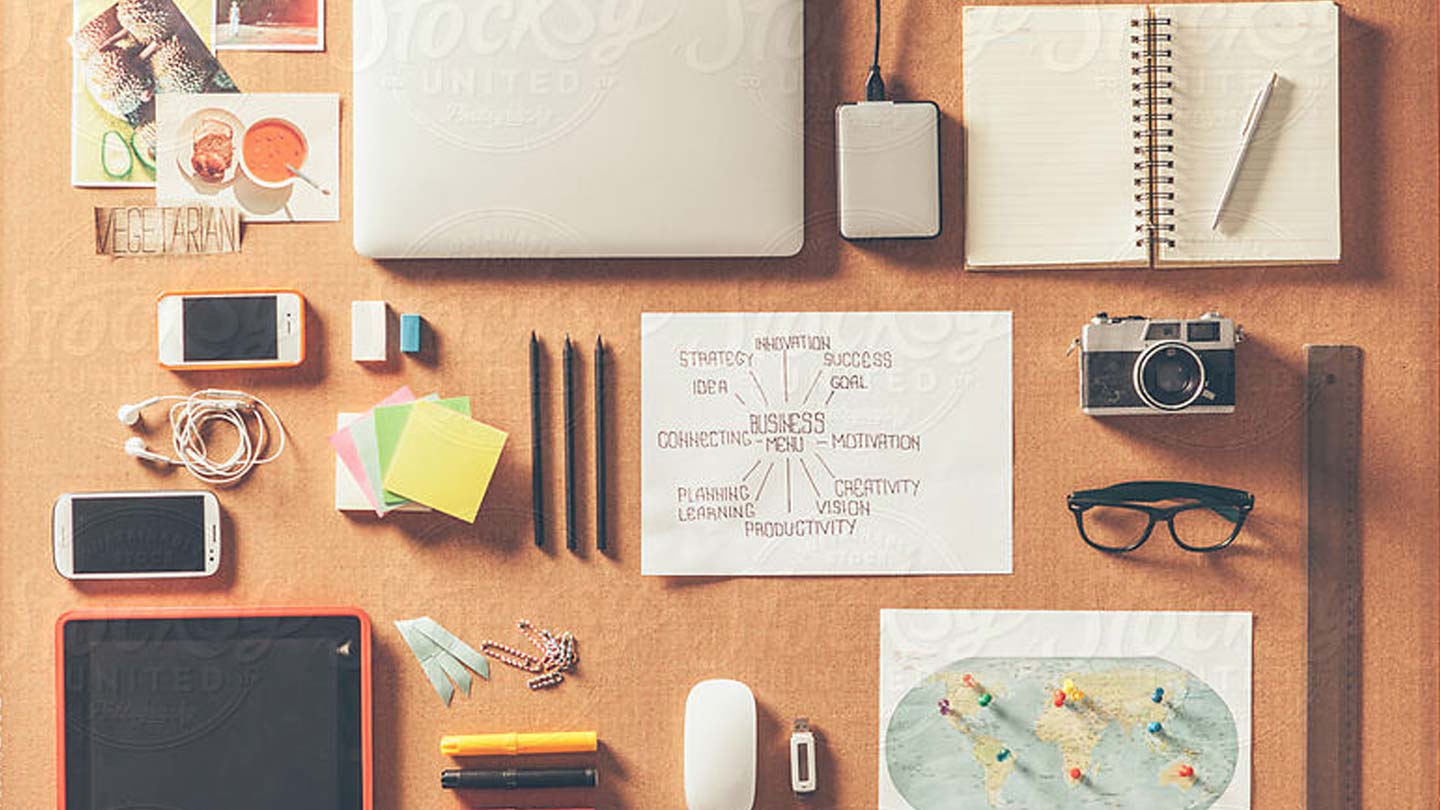 Stocksy
UNITED
VEGETARIAN
INNOVATION
STRATEGY
SUCCESS
IDEA
GOAL
BUSINESS
MENU
CONNECTING
MOTIVATION
PLANNING
LEARNING
CREATIVITY
VISION
PRODUCTIVITY